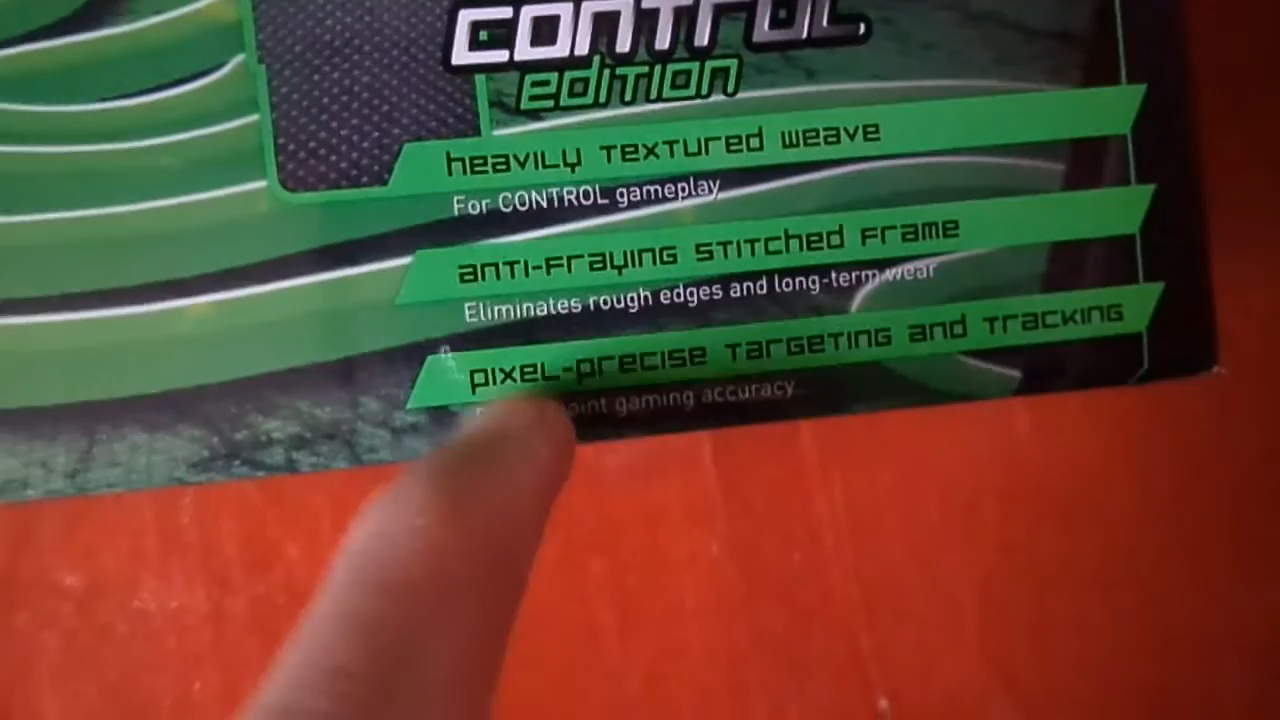 CONTROL
edition
HEAVILY TEXTURED WEAVE
For CONTROL gameplay
ANTI-FRAYING STITCHED FRAME
Eliminates rough edges and long-term wear
PIXEL-PRECISE TARGETING AND TRACKING
gaming accuracy